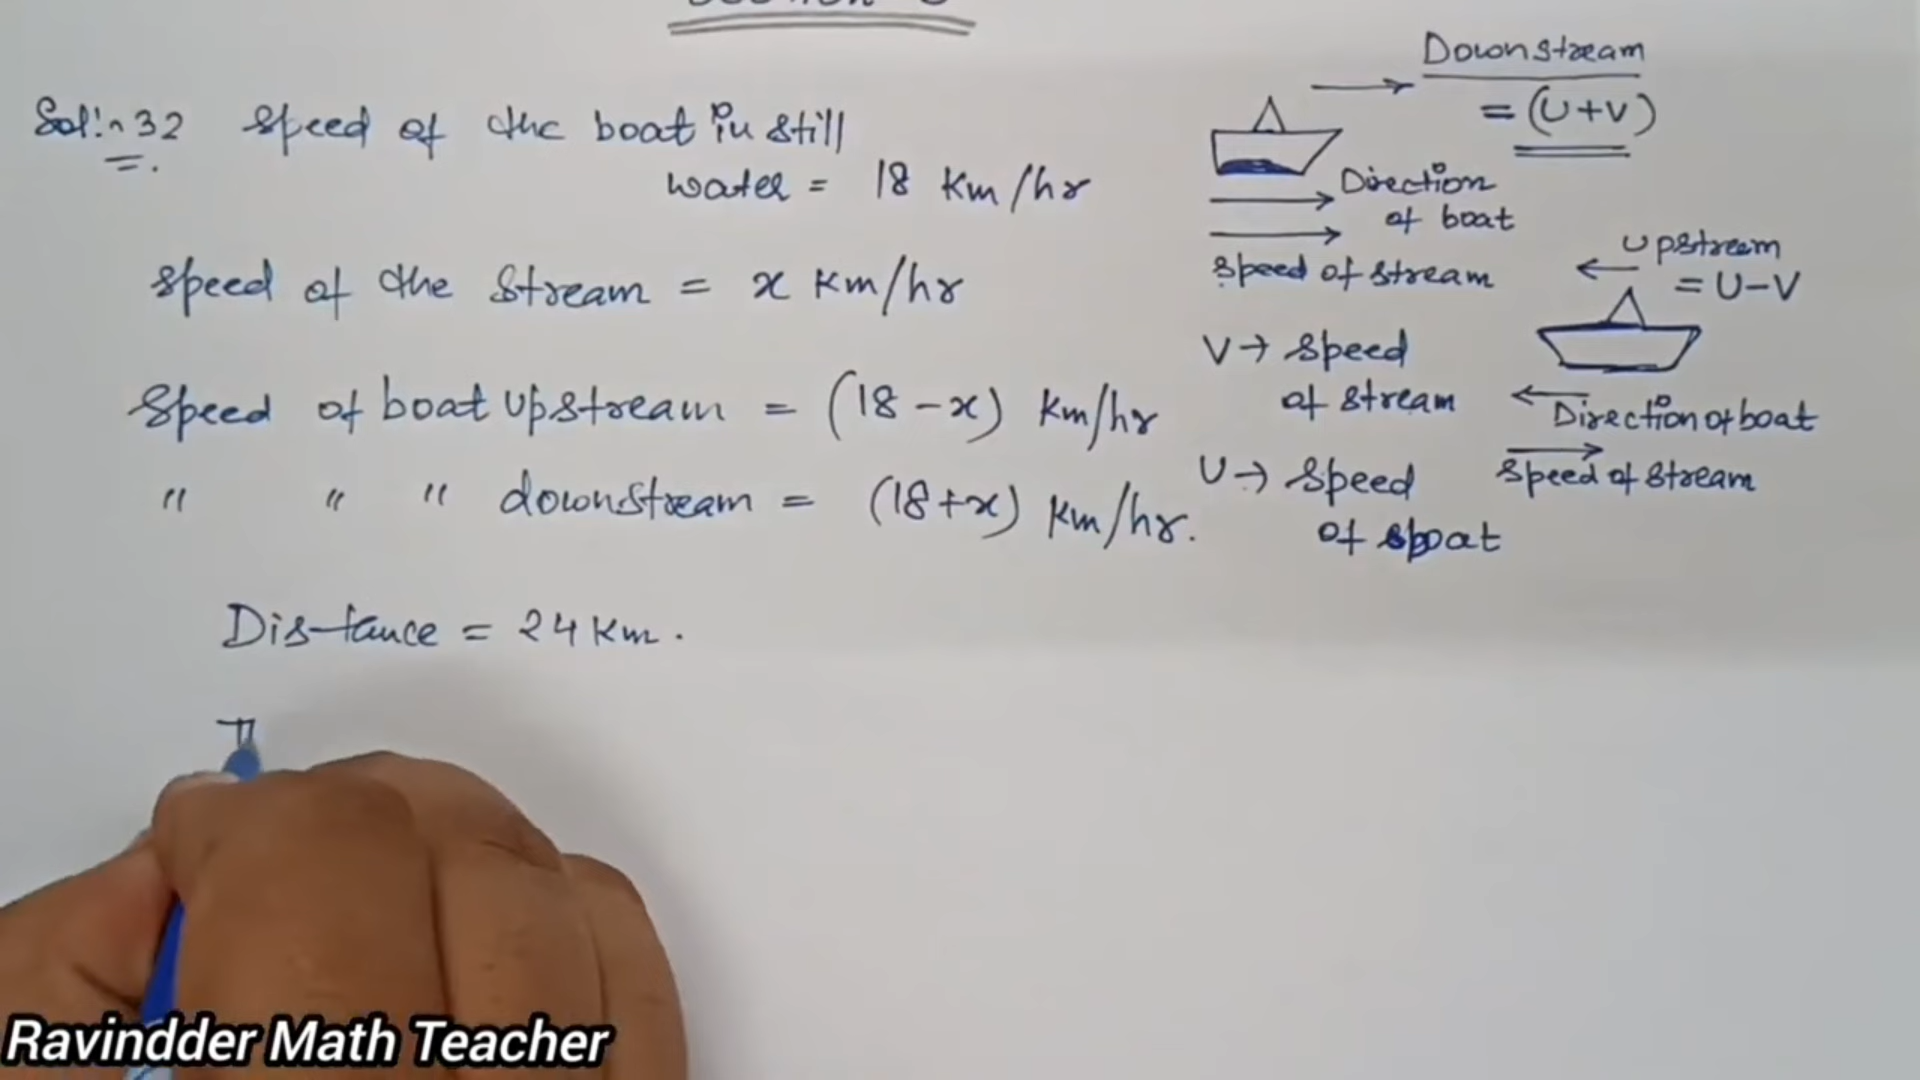 Sol:n 32 Speed of the boat in still
water = 18 Km/hr
Speed of the Stream = x Km/hr
Speed of boat upstream = (18 - x) Km/hr
" " " downstream = (18+x) Km/hr.
Distance = 24 Km.
T
Downstream
= (U+V)
Direction
of boat
Speed of stream
Upstream
= U-V
V → Speed
of stream
Direction of boat
Speed of stream
U → Speed
of boat
Ravindder Math Teacher